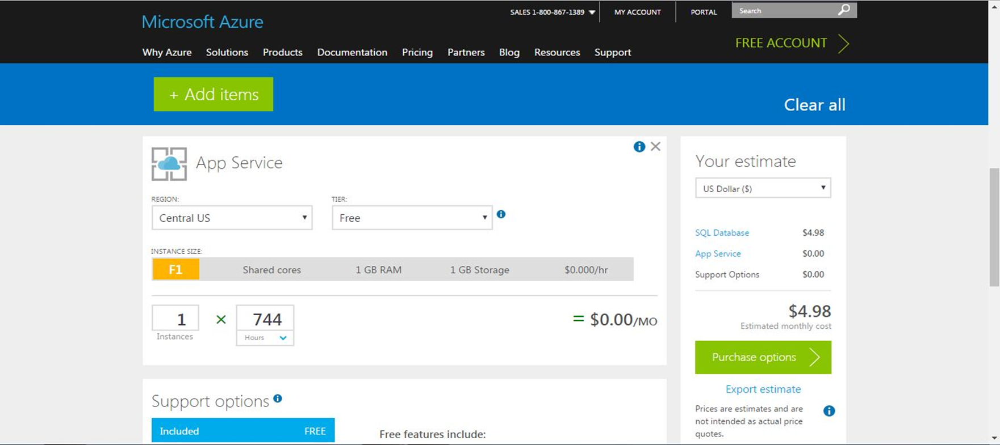 SALES 1-800-867-1389 MY ACCOUNT PORTAL Search
Microsoft Azure
FREE ACCOUNT
Why Azure Solutions Products Documentation Pricing Partners Blog Resources Support
+ Add items
Clear all
App Service
REGION: TIER:
Central US Free
INSTANCE SIZE:
F1 Shared cores 1 GB RAM 1 GB Storage $0.000/hr
1 × 744 = $0.00/MO
Instances Hours
Support options
Included FREE
Free features include:
Your estimate
US Dollar ($)
SQL Database $4.98
App Service $0.00
Support Options $0.00
$4.98
Estimated monthly cost
Purchase options
Export estimate
Prices are estimates and are
not intended as actual price
quotes.